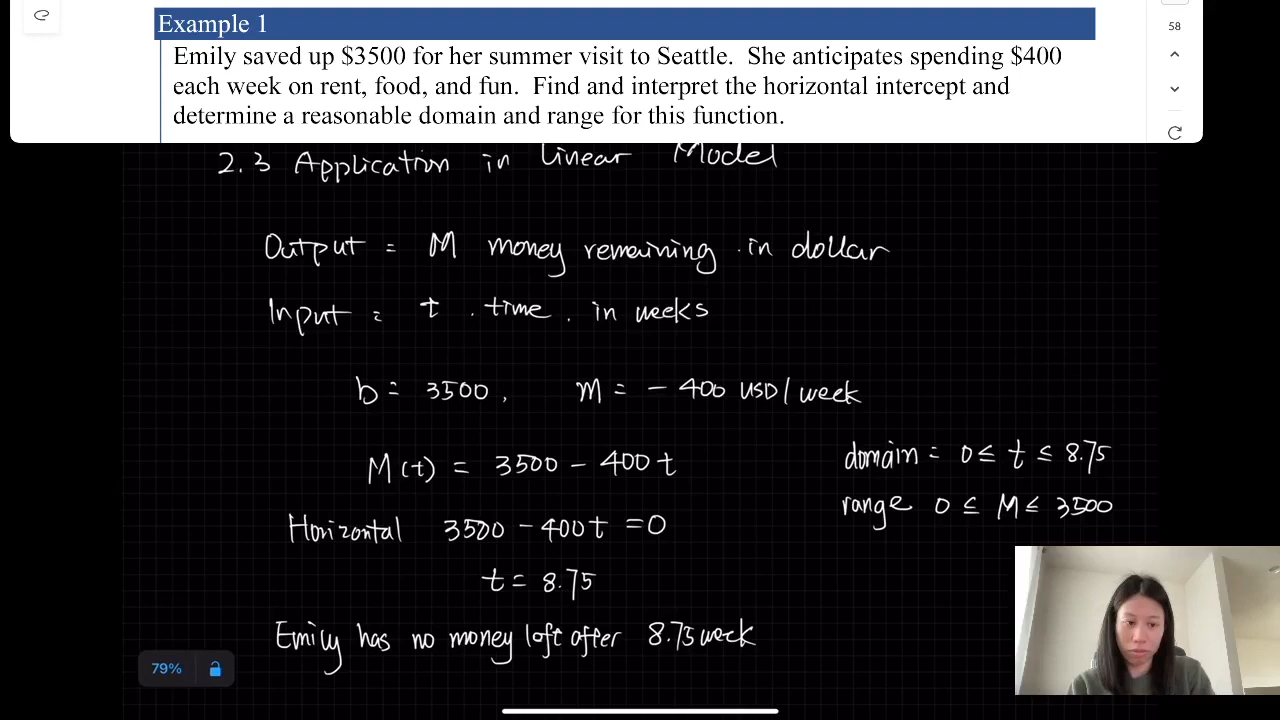 58
Example 1
Emily saved up $3500 for her summer visit to Seattle. She anticipates spending $400
each week on rent, food, and fun. Find and interpret the horizontal intercept and
determine a reasonable domain and range for this function.
2.3 Application in linear Model
Output = M money remaining . in dollar
Input = t . time . in weeks
b = 3500, m = - 400 USD/week
M(t) = 3500 - 400t
domain = 0 ≤ t ≤ 8.75
range 0 ≤ M ≤ 3500
Horizontal 3500 - 400t = 0
t = 8.75
Emily has no money left after 8.75 week
79%